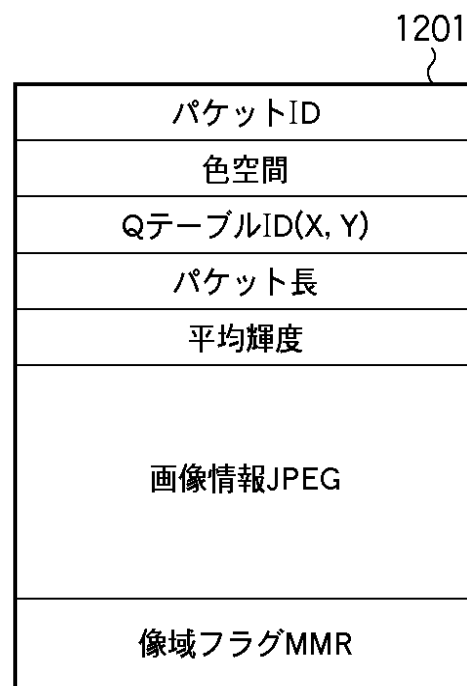 1201
パケットID
色空間
QテーブルID(X, Y)
パケット長
平均輝度
画像情報JPEG
像域フラグMMR